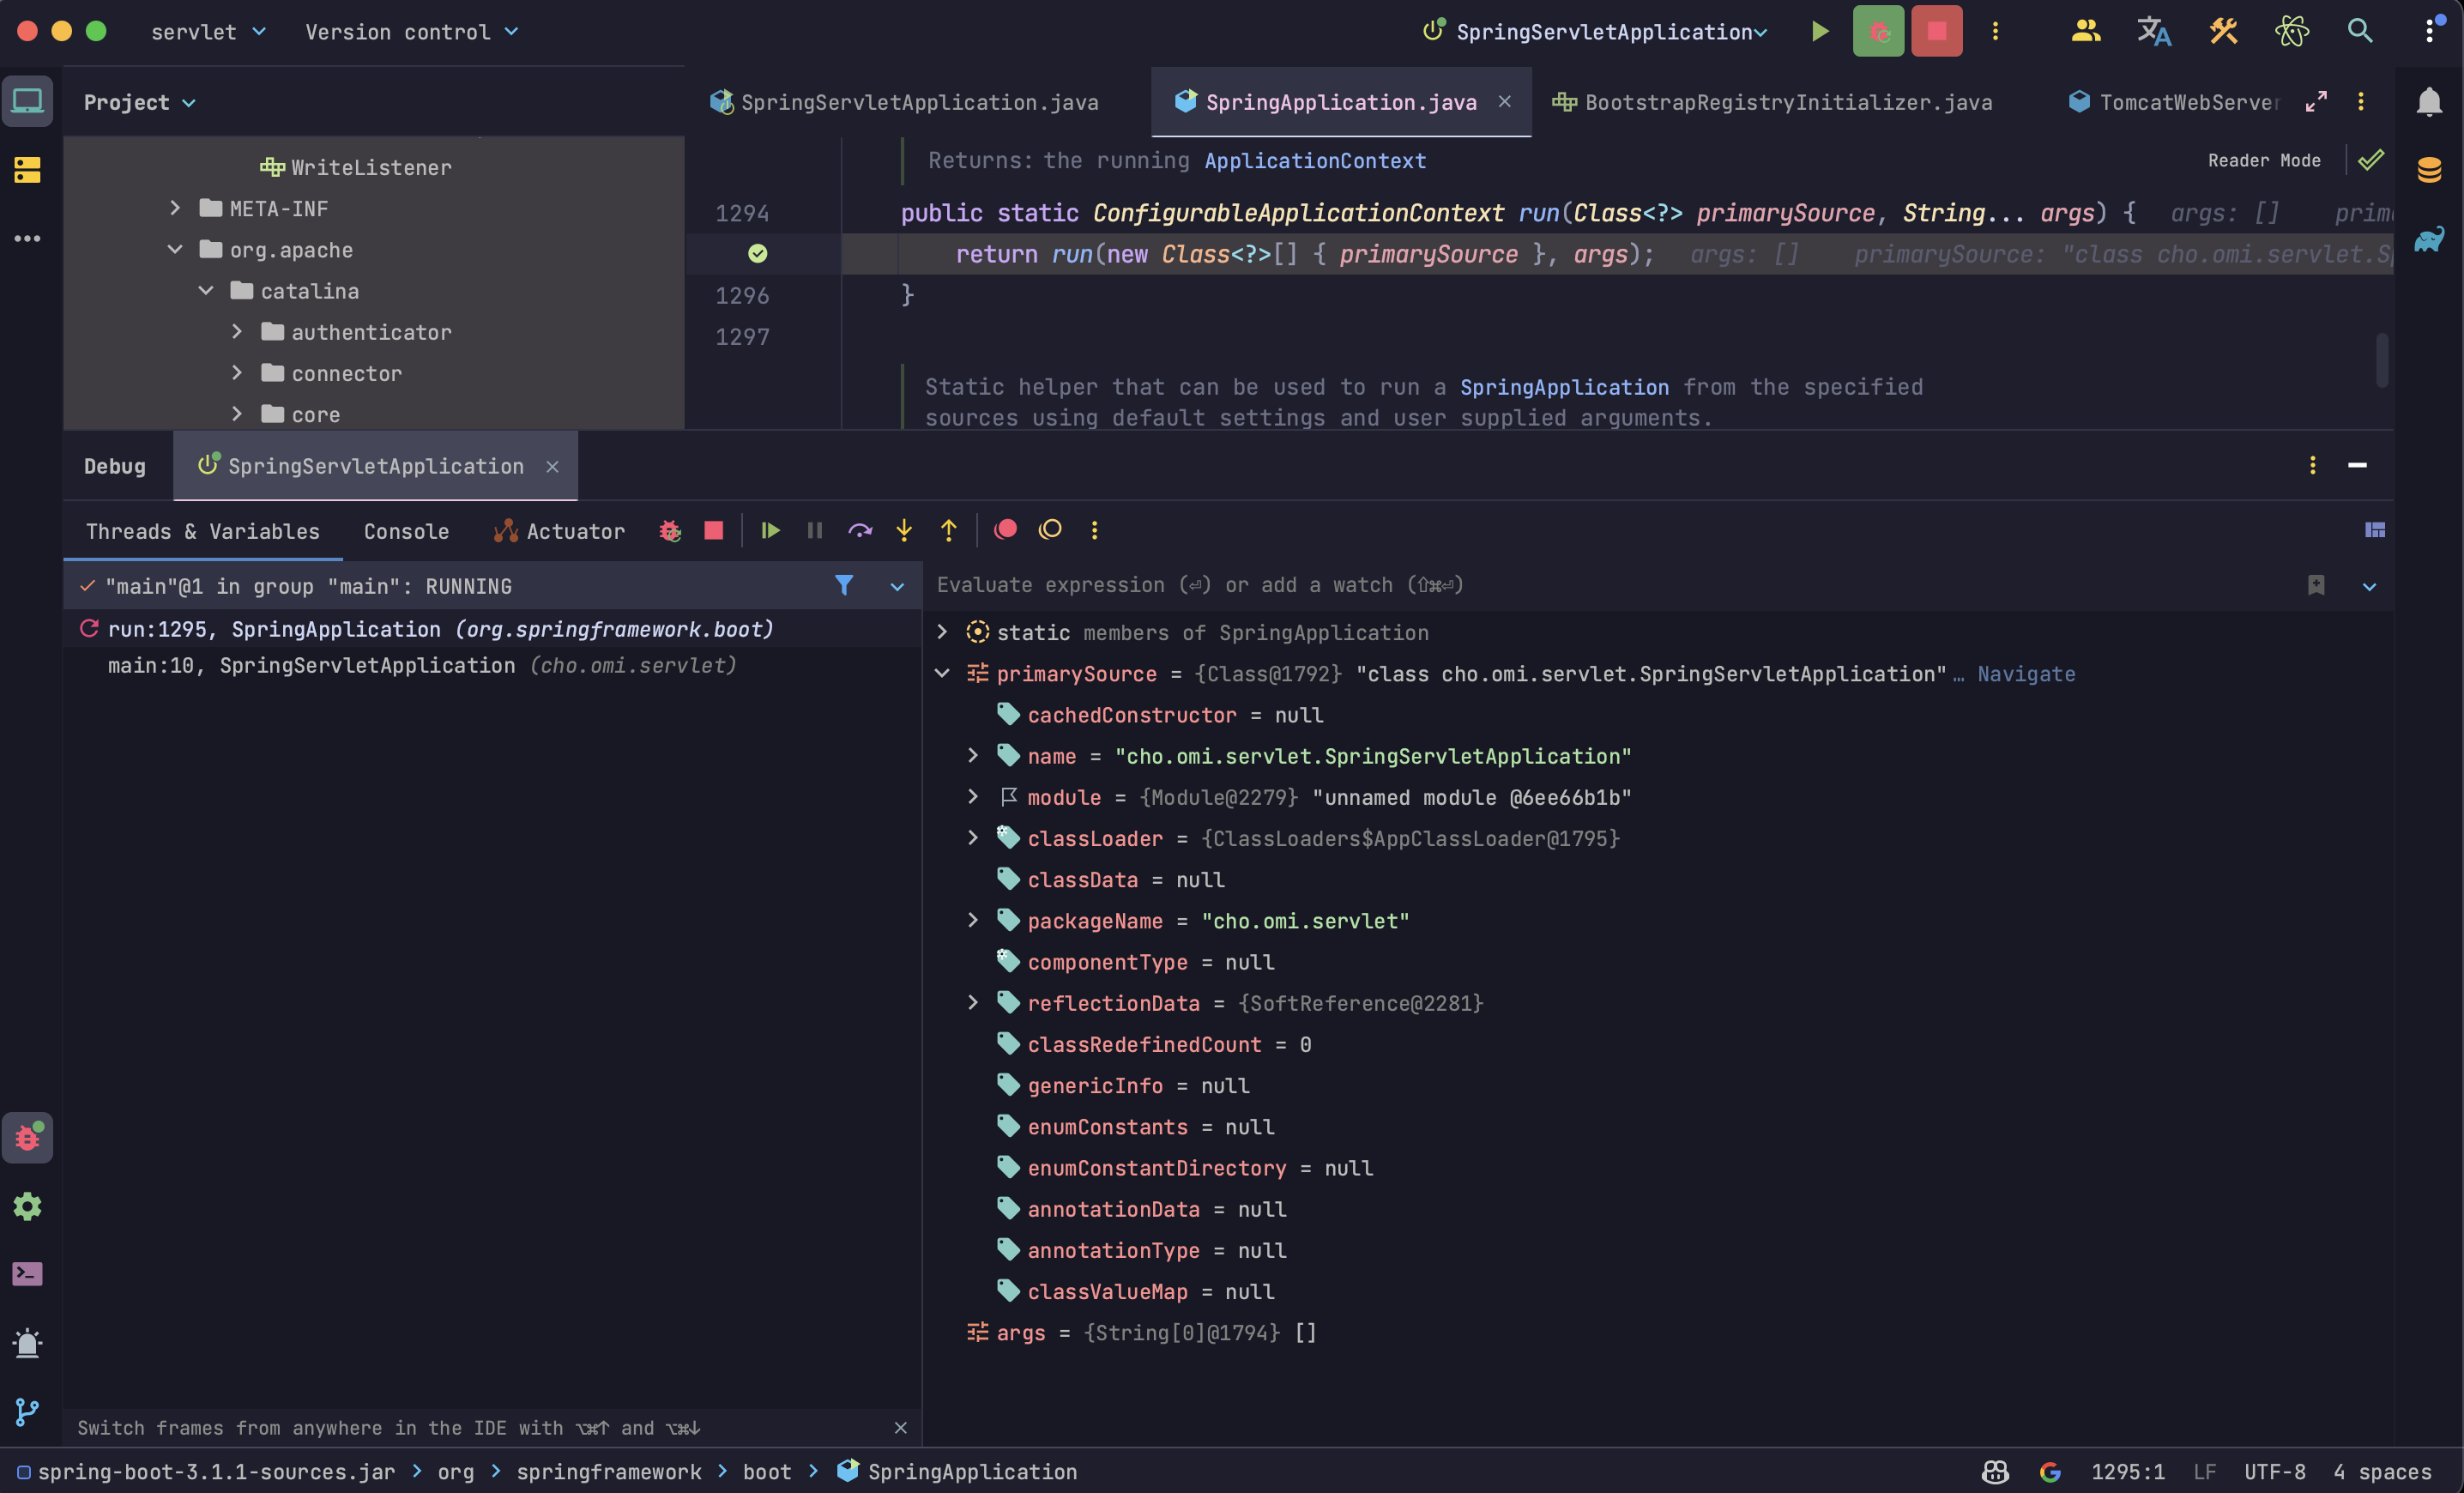 servlet
Version control
SpringServletApplication
Project
SpringServletApplication.java
SpringApplication.java
BootstrapRegistryInitializer.java
TomcatWebServer
WriteListener
META-INF
org.apache
catalina
authenticator
connector
core
Returns: the running ApplicationContext
Reader Mode
1294 public static ConfigurableApplicationContext run(Class<?> primarySource, String... args) { args: [] prim
return run(new Class<?>[] { primarySource }, args); args: [] primarySource: "class cho.omi.servlet.Sp
1296 }
1297
Static helper that can be used to run a SpringApplication from the specified
sources using default settings and user supplied arguments.
Debug
SpringServletApplication
Threads & Variables
Console
Actuator
"main"@1 in group "main": RUNNING
run:1295, SpringApplication (org.springframework.boot)
main:10, SpringServletApplication (cho.omi.servlet)
Evaluate expression (⏎) or add a watch (⇧⌘⏎)
static members of SpringApplication
primarySource = {Class@1792} "class cho.omi.servlet.SpringServletApplication"… Navigate
cachedConstructor = null
name = "cho.omi.servlet.SpringServletApplication"
module = {Module@2279} "unnamed module @6ee66b1b"
classLoader = {ClassLoaders$AppClassLoader@1795}
classData = null
packageName = "cho.omi.servlet"
componentType = null
reflectionData = {SoftReference@2281}
classRedefinedCount = 0
genericInfo = null
enumConstants = null
enumConstantDirectory = null
annotationData = null
annotationType = null
classValueMap = null
args = {String[0]@1794} []
Switch frames from anywhere in the IDE with ⌥⌘↑ and ⌥⌘↓
spring-boot-3.1.1-sources.jar > org > springframework > boot > SpringApplication
1295:1
LF
UTF-8
4 spaces